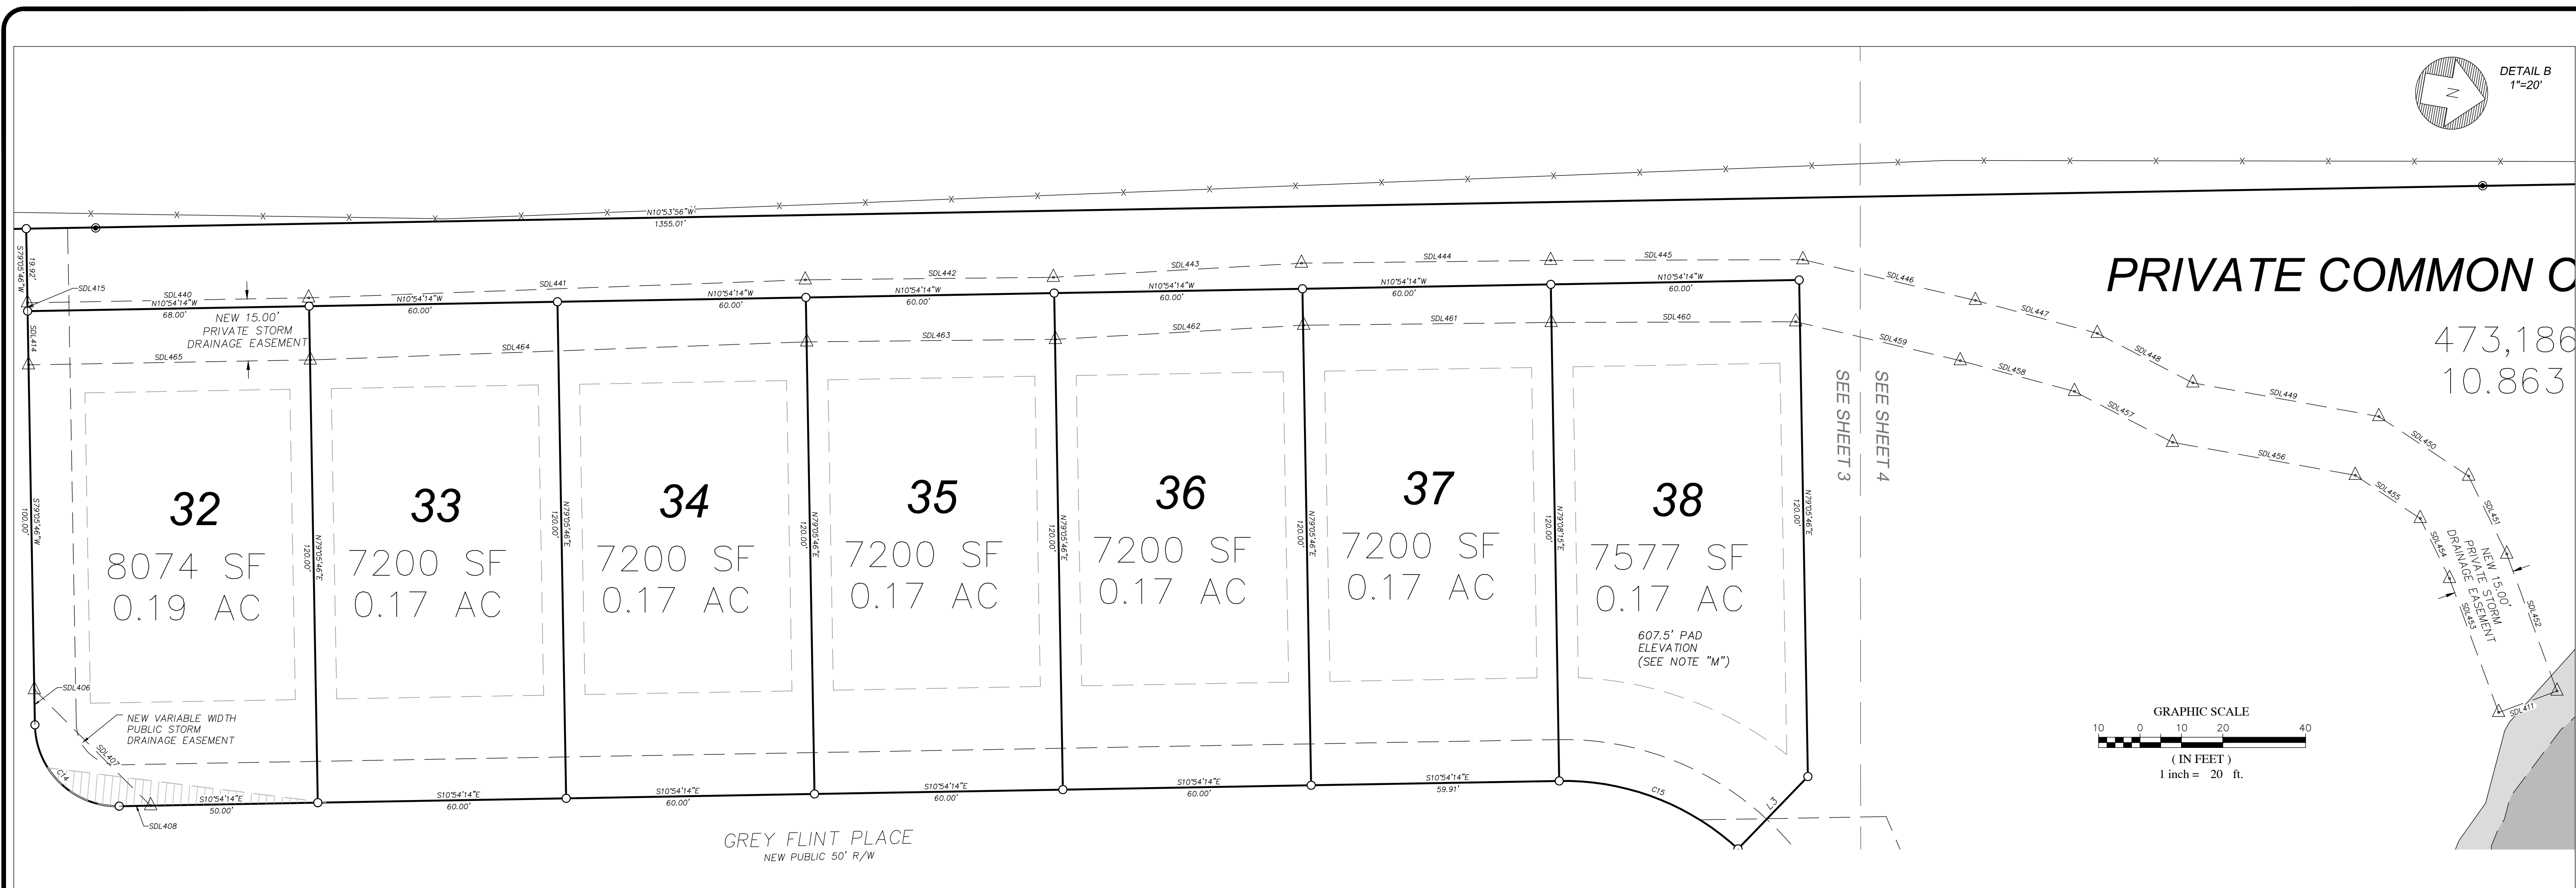 DETAIL B
1"=20'
N
N10°53'56"W
1355.01'
S79°05'46"W
19.92'
SDL415
SDL440
N10°54'14"W
68.00'
SDL441
N10°54'14"W
60.00'
N10°54'14"W
60.00'
SDL442
N10°54'14"W
60.00'
SDL443
N10°54'14"W
60.00'
SDL444
N10°54'14"W
60.00'
SDL445
N10°54'14"W
60.00'
SDL446
SDL447
SDL448
SDL449
SDL450
SDL451
SDL452
PRIVATE COMMON O
473,186
10.863
NEW 15.00'
PRIVATE STORM
DRAINAGE EASEMENT
SDL414
SDL465
SDL464
SDL463
SDL462
SDL461
SDL460
SDL459
SDL458
SDL457
SDL456
SDL455
SDL454
SDL453
SEE SHEET 3
SEE SHEET 4
NEW 15.00'
PRIVATE STORM
DRAINAGE EASEMENT
SDL411
S79°05'46"W
100.00'
32
8074 SF
0.19 AC
N79°05'46"E
120.00'
33
7200 SF
0.17 AC
N79°05'46"E
120.00'
34
7200 SF
0.17 AC
N79°05'46"E
120.00'
35
7200 SF
0.17 AC
N79°05'46"E
120.00'
36
7200 SF
0.17 AC
N79°05'46"E
120.00'
37
7200 SF
0.17 AC
N79°08'15"E
120.00'
38
7577 SF
0.17 AC
607.5' PAD
ELEVATION
(SEE NOTE "M")
N79°05'46"E
120.00'
SDL406
NEW VARIABLE WIDTH
PUBLIC STORM
DRAINAGE EASEMENT
SDL407
C14
S10°54'14"E
50.00'
SDL408
S10°54'14"E
60.00'
S10°54'14"E
60.00'
S10°54'14"E
60.00'
S10°54'14"E
60.00'
S10°54'14"E
59.91'
C15
L3
GREY FLINT PLACE
NEW PUBLIC 50' R/W
GRAPHIC SCALE
10 0 10 20 40
( IN FEET )
1 inch = 20 ft.